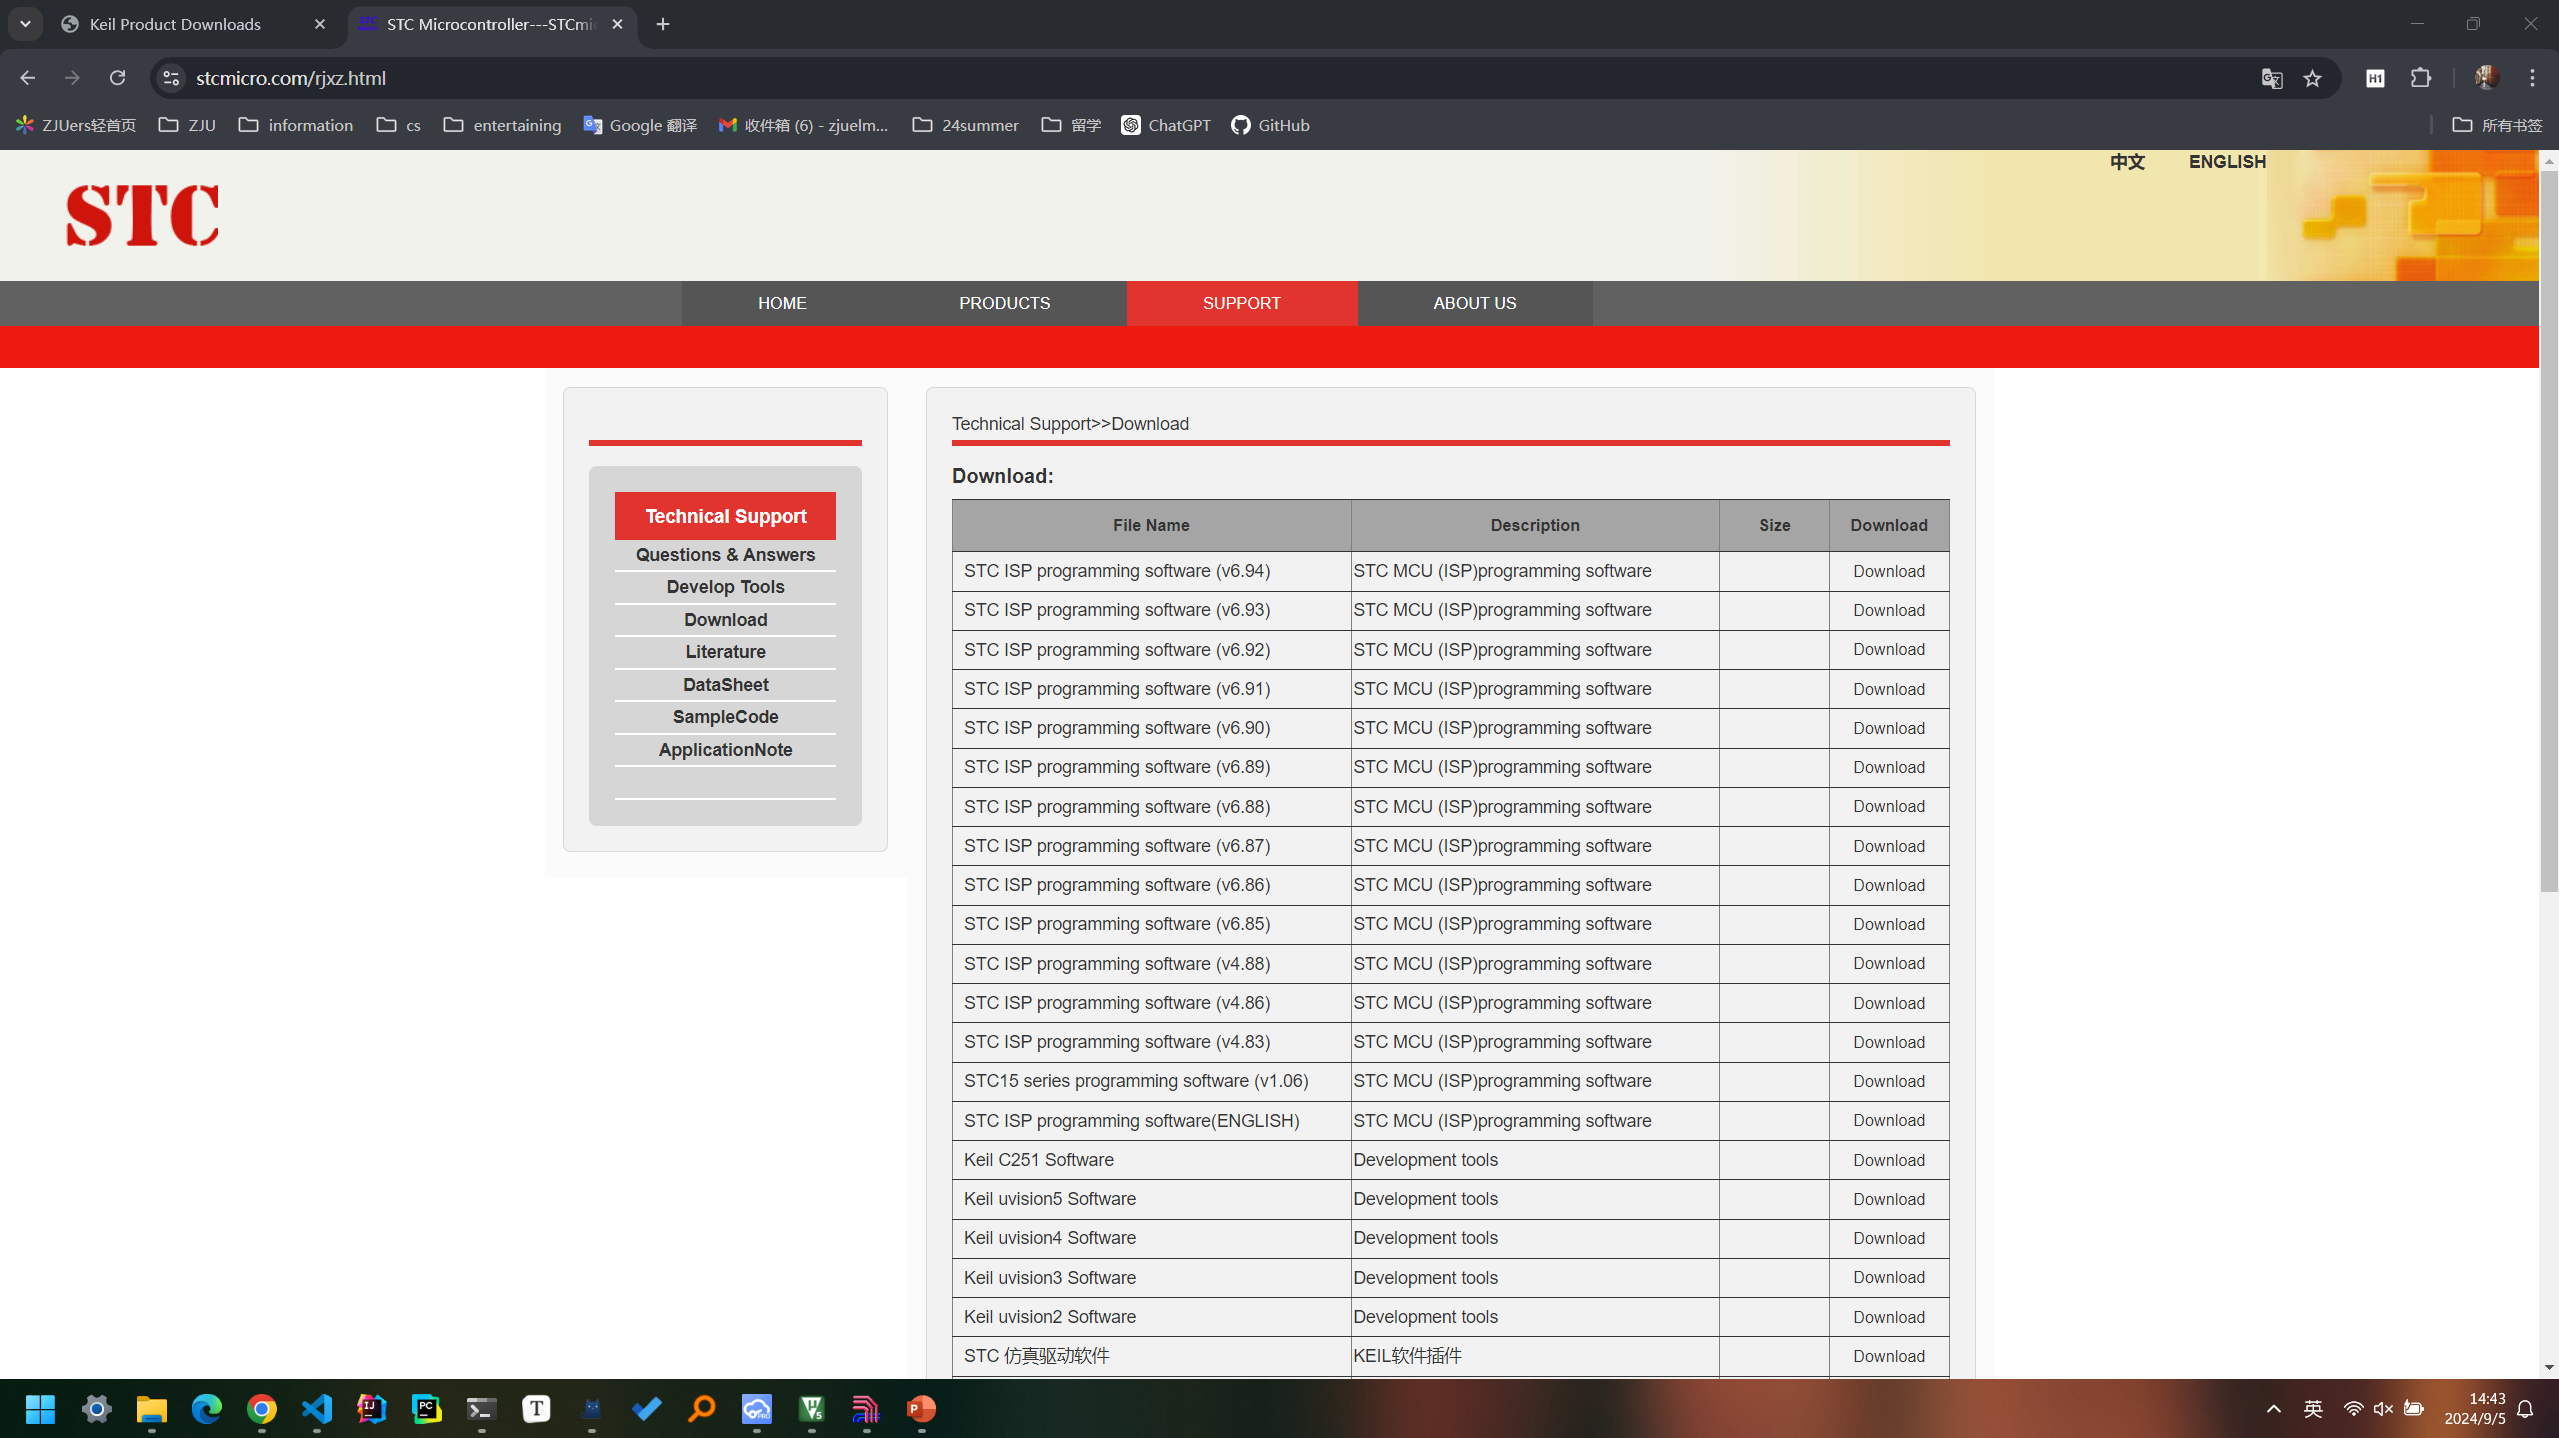 Keil Product Downloads
STC Microcontroller---STCmi
stcmicro.com/rjxz.html
H1
ZJUers轻首页
ZJU
information
cs
entertaining
Google 翻译
收件箱 (6) - zjuelm...
24summer
留学
ChatGPT
GitHub
所有书签
中文 ENGLISH
STC
HOME PRODUCTS SUPPORT ABOUT US
Technical Support
Questions & Answers
Develop Tools
Download
Literature
DataSheet
SampleCode
ApplicationNote
Technical Support>>Download
Download:
File Name Description Size Download
STC ISP programming software (v6.94) STC MCU (ISP)programming software Download
STC ISP programming software (v6.93) STC MCU (ISP)programming software Download
STC ISP programming software (v6.92) STC MCU (ISP)programming software Download
STC ISP programming software (v6.91) STC MCU (ISP)programming software Download
STC ISP programming software (v6.90) STC MCU (ISP)programming software Download
STC ISP programming software (v6.89) STC MCU (ISP)programming software Download
STC ISP programming software (v6.88) STC MCU (ISP)programming software Download
STC ISP programming software (v6.87) STC MCU (ISP)programming software Download
STC ISP programming software (v6.86) STC MCU (ISP)programming software Download
STC ISP programming software (v6.85) STC MCU (ISP)programming software Download
STC ISP programming software (v4.88) STC MCU (ISP)programming software Download
STC ISP programming software (v4.86) STC MCU (ISP)programming software Download
STC ISP programming software (v4.83) STC MCU (ISP)programming software Download
STC15 series programming software (v1.06) STC MCU (ISP)programming software Download
STC ISP programming software(ENGLISH) STC MCU (ISP)programming software Download
Keil C251 Software Development tools Download
Keil uvision5 Software Development tools Download
Keil uvision4 Software Development tools Download
Keil uvision3 Software Development tools Download
Keil uvision2 Software Development tools Download
STC 仿真驱动软件 KEIL软件插件 Download
英
14:43
2024/9/5